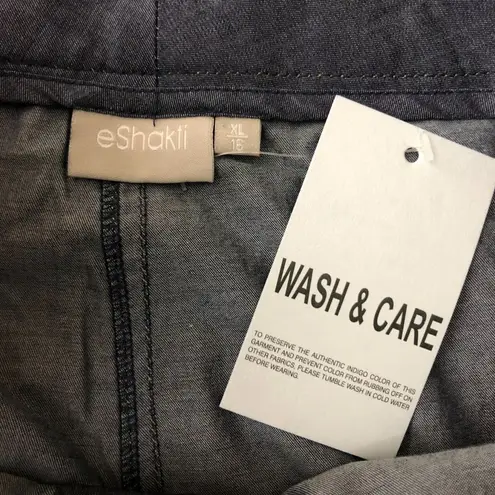 eShakti
XL
16
WASH & CARE
TO PRESERVE THE AUTHENTIC INDIGO COLOR OF THIS
GARMENT AND PREVENT COLOR FROM RUBBING OFF ON
OTHER FABRICS, PLEASE TUMBLE WASH IN COLD WATER
BEFORE WEARING.